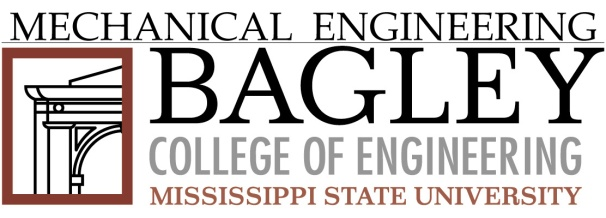 MECHANICAL ENGINEERING
BAGLEY
COLLEGE OF ENGINEERING
MISSISSIPPI STATE UNIVERSITY